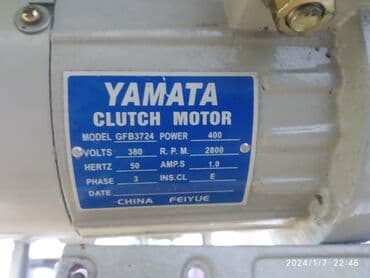 YAMATA
CLUTCH MOTOR
MODEL GFB3724 POWER 400
VOLTS 380 R.P.M. 2800
HERTZ 50 AMP.S 1.0
PHASE 3 INS.CL E
DATE
CHINA FEIYUE
2024/1/7 22:46